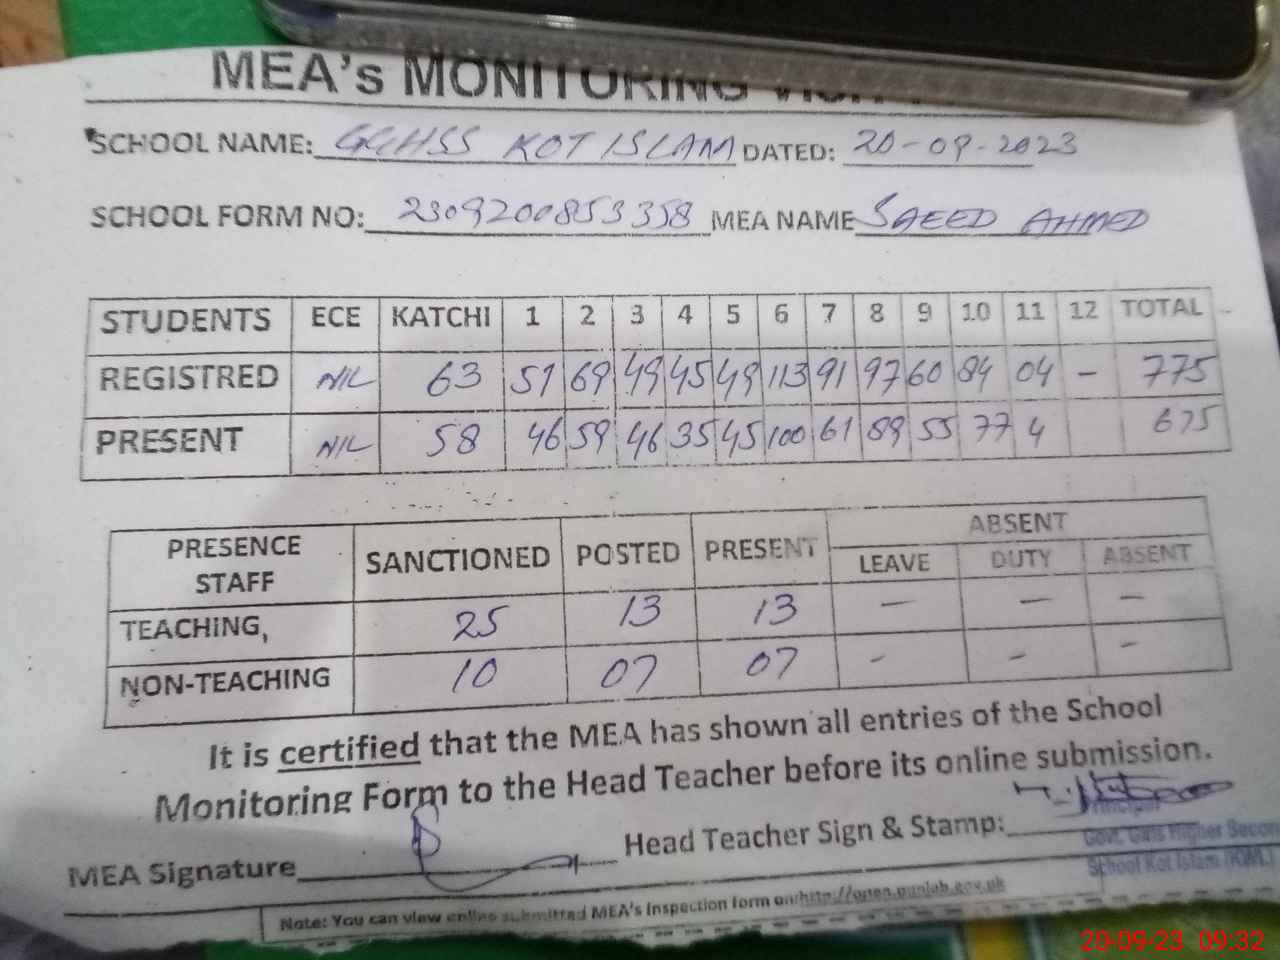 MEA's MONITORING
SCHOOL NAME: GGHSS KOT ISLAM DATED: 20-09-2023
SCHOOL FORM NO: 2309200853358 MEA NAME SAEED AHMED
STUDENTS ECE KATCHI 1 2 3 4 5 6 7 8 9 10 11 12 TOTAL
REGISTRED NIL 63 51 69 49 45 49 113 91 97 60 84 04 - 775
PRESENT NIL 58 46 59 46 35 45 100 61 89 55 77 4 675
PRESENCE STAFF SANCTIONED POSTED PRESENT ABSENT
LEAVE DUTY ABSENT
TEACHING, 25 13 13 - - -
NON-TEACHING 10 07 07 - - -
It is certified that the MEA has shown all entries of the School
Monitoring Form to the Head Teacher before its online submission.
MEA Signature Head Teacher Sign & Stamp:
Principal
Govt. Girls Higher Secon
School Kot Islam (KWL)
Note: You can view online submitted MEA's inspection form on http://open.punjab.gov.pk
20-09-23 09:32